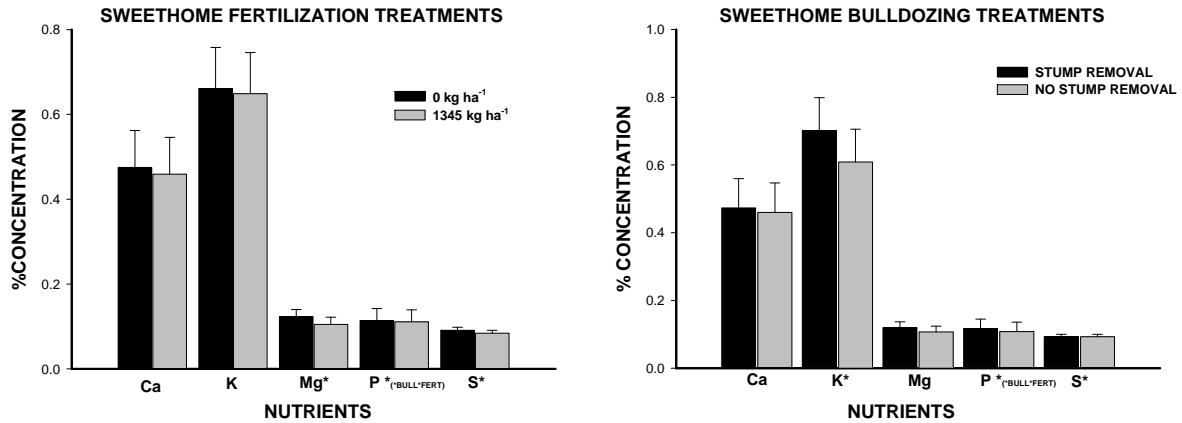 SWEETHOME FERTILIZATION TREATMENTS
%CONCENTRATION
0.8
0.6
0.4
0.2
0.0
0 kg ha⁻¹
1345 kg ha⁻¹
Ca K Mg* P *(*BULL*FERT) S*
NUTRIENTS
SWEETHOME BULLDOZING TREATMENTS
% CONCENTRATION
1.0
0.8
0.6
0.4
0.2
0.0
STUMP REMOVAL
NO STUMP REMOVAL
Ca K* Mg P *(*BULL*FERT) S*
NUTRIENTS